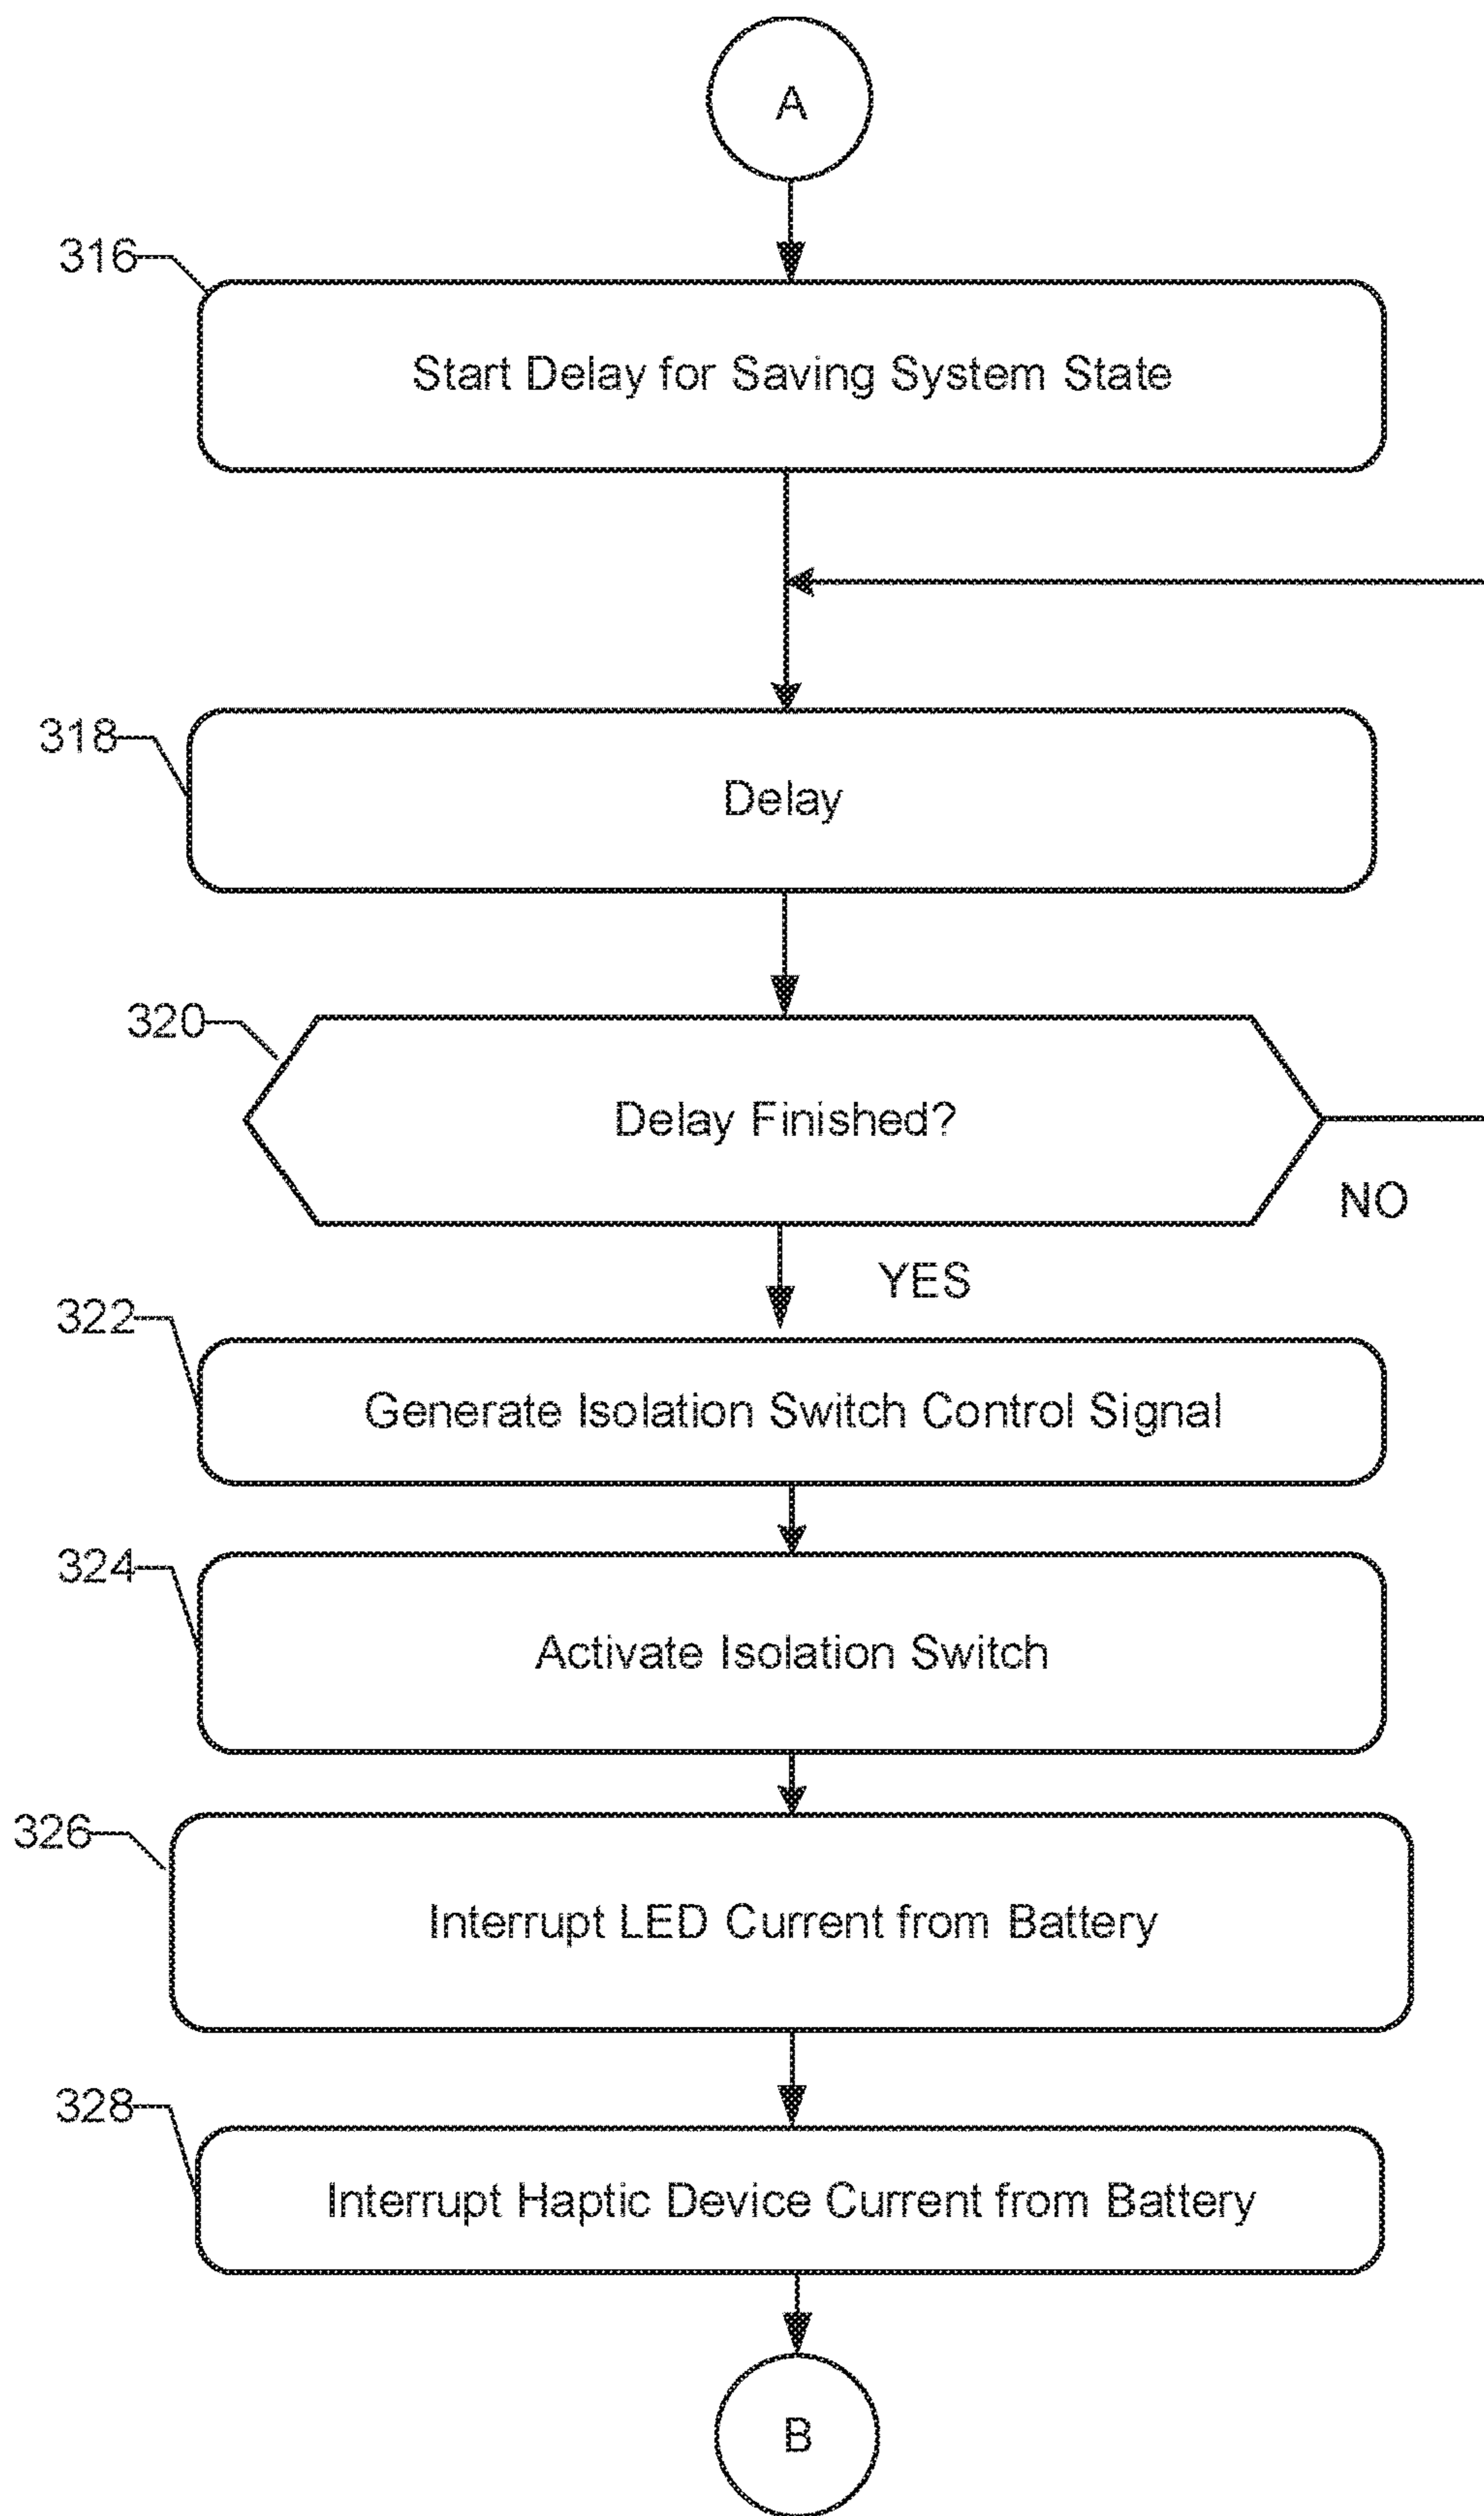 A
316
Start Delay for Saving System State
318
Delay
320
Delay Finished?
NO
YES
322
Generate Isolation Switch Control Signal
324
Activate Isolation Switch
326
Interrupt LED Current from Battery
328
Interrupt Haptic Device Current from Battery
B